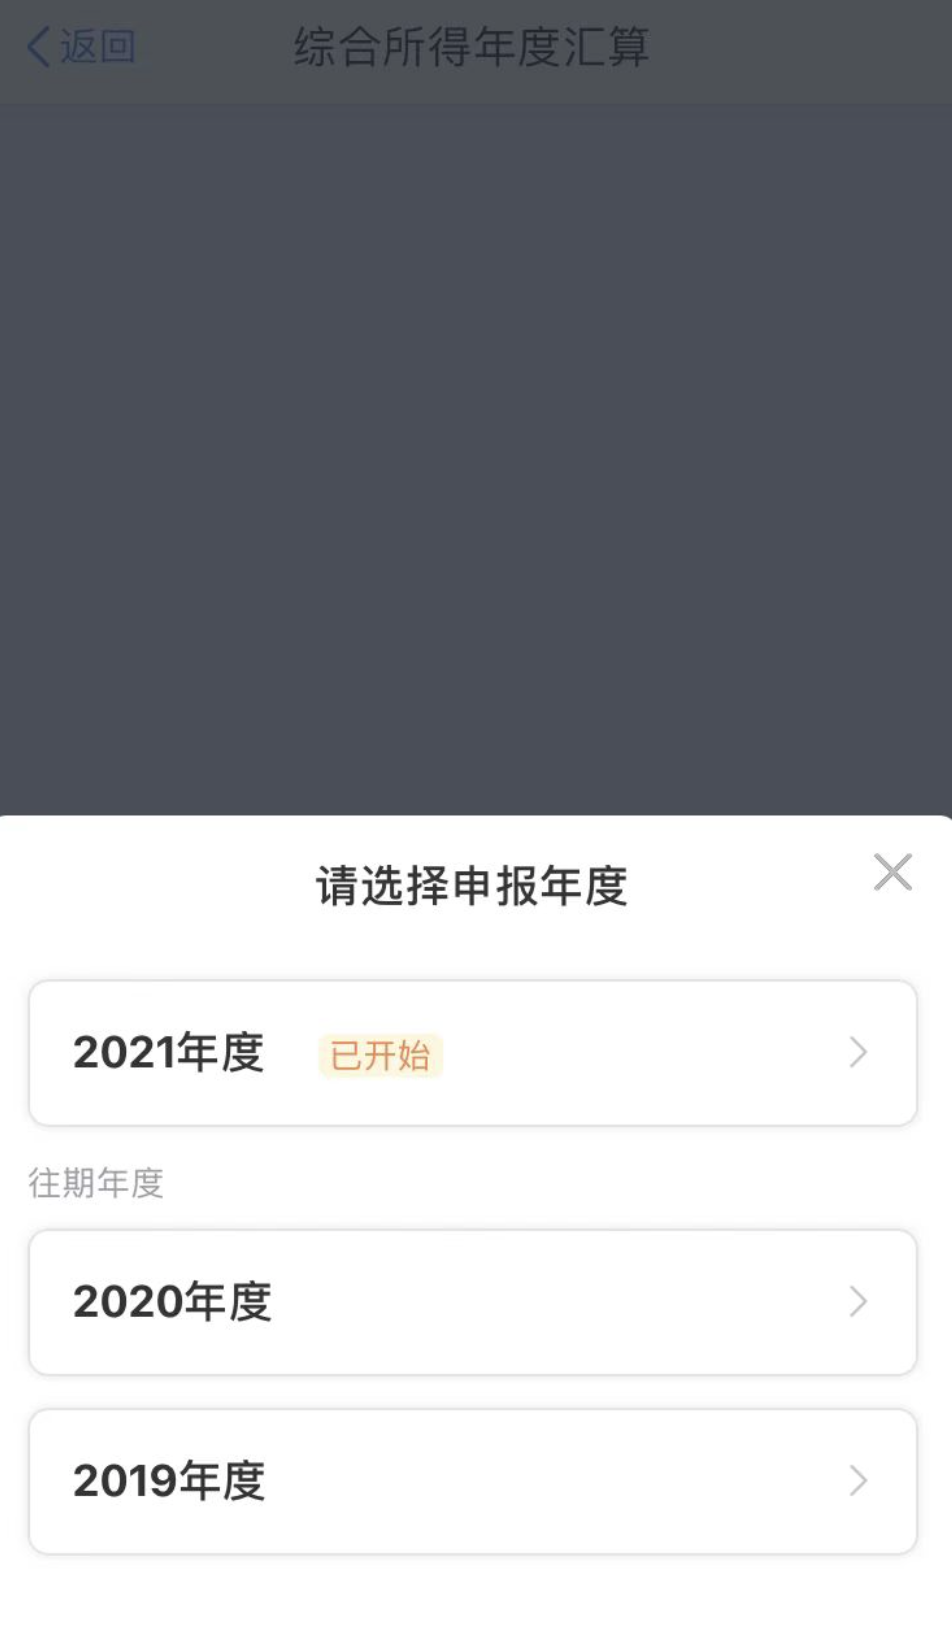 返回 综合所得年度汇算
请选择申报年度
2021年度 已开始
往期年度
2020年度
2019年度